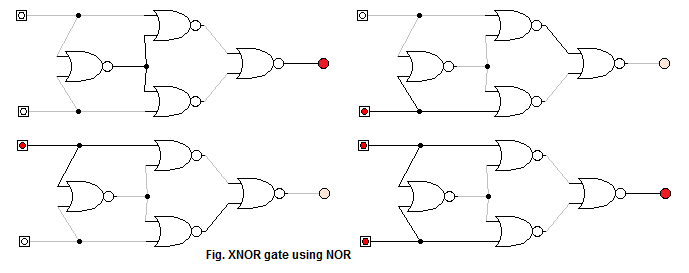 Fig. XNOR gate using NOR